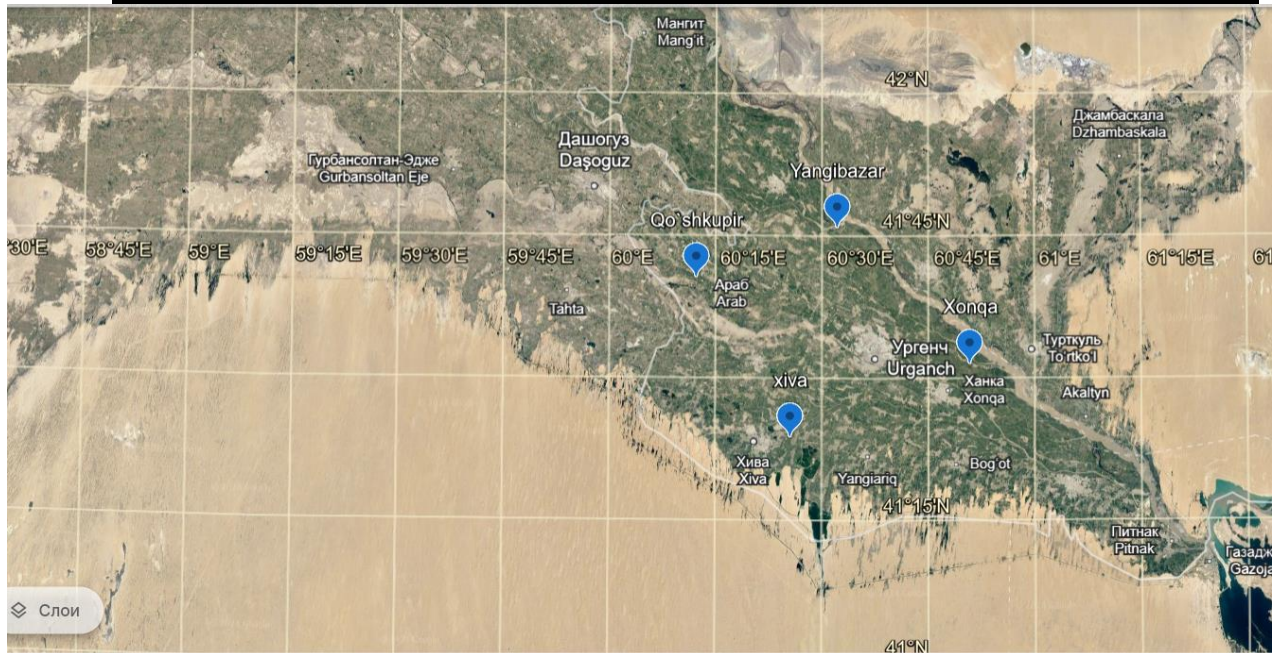 Мангит
Mang'it
42°N
Джамбаскала
Dzhambaskala
Дашогуз
Daşoguz
Гурбансолтан-Эдже
Gurbansoltan Eje
Yangibazar
Qo`shkupir
41°45'N
°30'E
58°45'E
59°E
59°15'E
59°30'E
59°45'E
60°E
60°15'E
60°30'E
60°45'E
61°E
61°15'E
61
Араб
Arab
Tahta
Xonqa
Ургенч
Urganch
Турткуль
To'rtko'l
xiva
Ханка
Xonqa
Akaltyn
Хива
Xiva
Yangiariq
Bog'ot
41°15'N
Питнак
Pitnak
Газадж
Gazoja
Слои
41°N